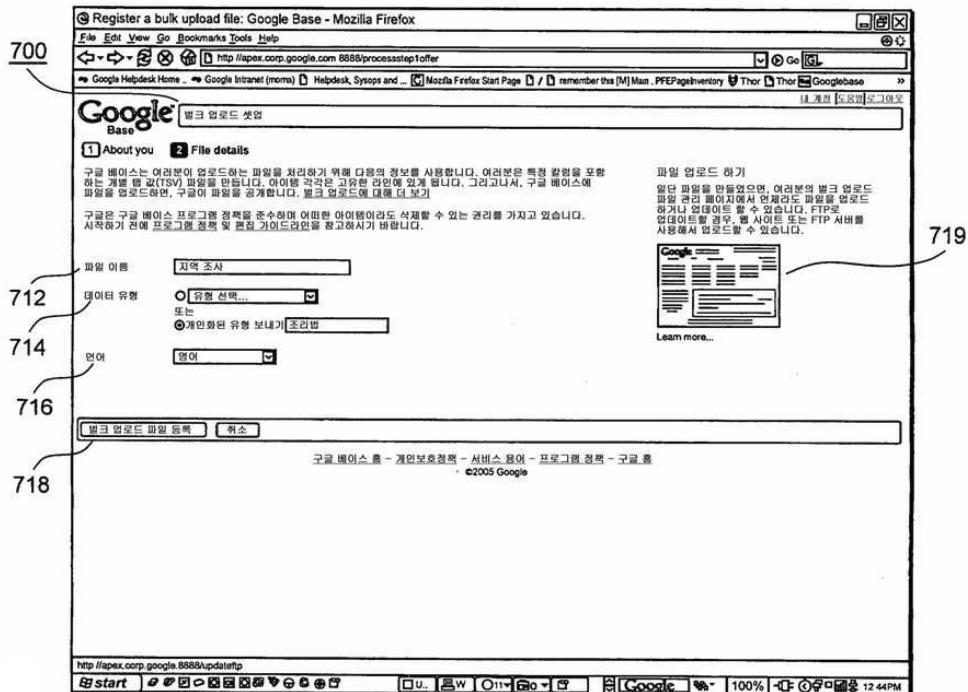 Register a bulk upload file: Google Base - Mozilla Firefox
File Edit View Go Bookmarks Tools Help
http //apex.corp.google.com 8888/processstep1offer Go
Google Helpdesk Home .. Google Intranet (moma) Helpdesk, Sysops and ... Mozilla Firefox Start Page / remember this [M] Main . PFEPageInventory Thor Thor Googlebase »
700
내 계정 도움말 로그아웃
Google Base
벌크 업로드 셋업
1 About you 2 File details
구글 베이스는 여러분이 업로드하는 파일을 처리하기 위해 다음의 정보를 사용합니다. 여러분은 특정 칼럼을 포함
하는 개별 탭 값(TSV) 파일을 만듭니다. 아이템 각각은 고유한 라인에 있게 됩니다. 그리고나서, 구글 베이스에
파일을 업로드하면, 구글이 파일을 공개합니다. 벌크 업로드에 대해 더 보기
구글은 구글 베이스 프로그램 정책을 준수하며 어떠한 아이템이라도 삭제할 수 있는 권리를 가지고 있습니다.
시작하기 전에 프로그램 정책 및 편집 가이드라인을 참고하시기 바랍니다.
파일 업로드 하기
일단 파일을 만들었으면, 여러분의 벌크 업로드
파일 관리 페이지에서 언제라도 파일을 업로드
하거나 업데이트 할 수 있습니다. FTP로
업데이트할 경우, 웹 사이트 또는 FTP 서버를
사용해서 업로드할 수 있습니다.
Google
719
Learn more...
712
파일 이름 지역 조사
714
데이터 유형 유형 선택...
또는
개인화된 유형 보내기 조리법
716
언어 영어
718
벌크 업로드 파일 등록 취소
구글 베이스 홈 - 개인보호정책 - 서비스 용어 - 프로그램 정책 - 구글 홈
©2005 Google
http //apex.corp.google.8888/updateftp
start U.. W 11 0 Google % 100% 12 44PM